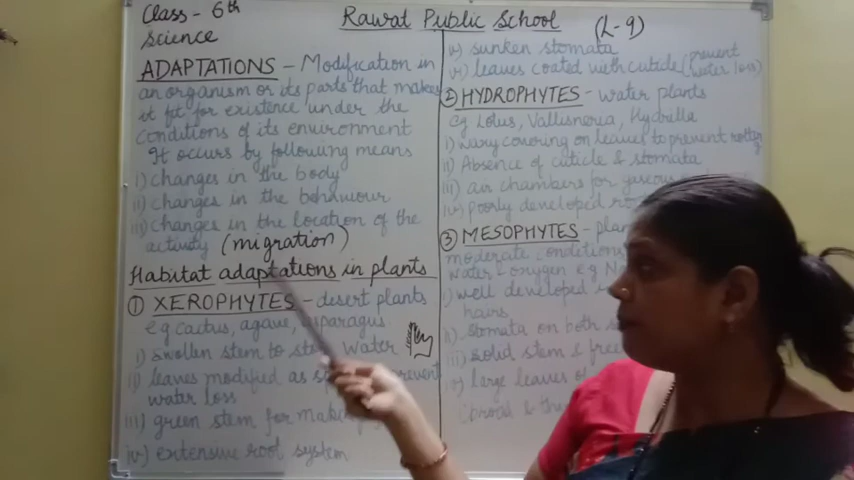 Class - 6th
Science
Rawat Public School
(L-9)
ADAPTATIONS - Modification in
an organism or its parts that makes
it fit for existence under the
conditions of its environment
It occurs by following means
i) changes in the body
ii) changes in the behaviour
iii) changes in the location of the
activity (migration)
Habitat adaptations in plants
① XEROPHYTES - desert plants
e.g cactus, agave, asparagus
i) swollen stem to water
ii) leaves modified as prevent
water loss
iii) green stem for
iv) extensive root system
v) sunken stomata
vi) leaves coated with cuticle (prevent
water loss)
② HYDROPHYTES - water plants
eg Lotus, Vallisneria, Hydrilla
i) waxy covering on leaves to prevent rotting
ii) Absence of cuticle & stomata
iii) air chambers for
iv) poorly developed
③ MESOPHYTES -
moderate conditions
water - oxygen e.g
i) well developed
hairs
ii) stomata on both
iii) solid stem &
large leaves
(broad &